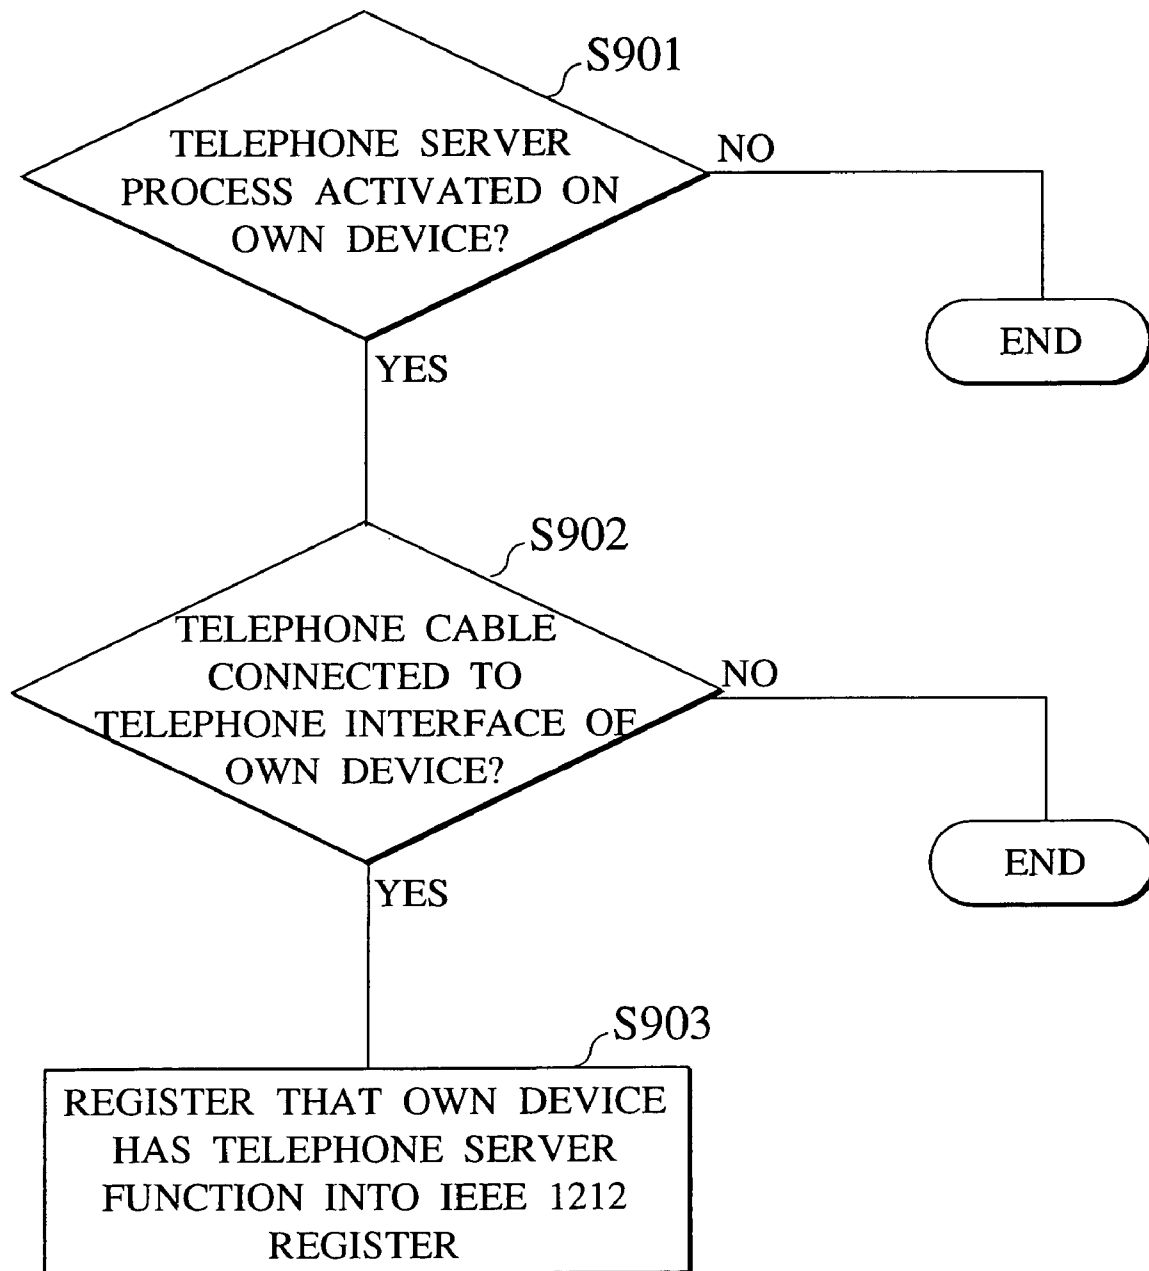 S901
TELEPHONE SERVER
PROCESS ACTIVATED ON
OWN DEVICE?
NO
END
YES
S902
TELEPHONE CABLE
CONNECTED TO
TELEPHONE INTERFACE OF
OWN DEVICE?
NO
END
YES
S903
REGISTER THAT OWN DEVICE
HAS TELEPHONE SERVER
FUNCTION INTO IEEE 1212
REGISTER